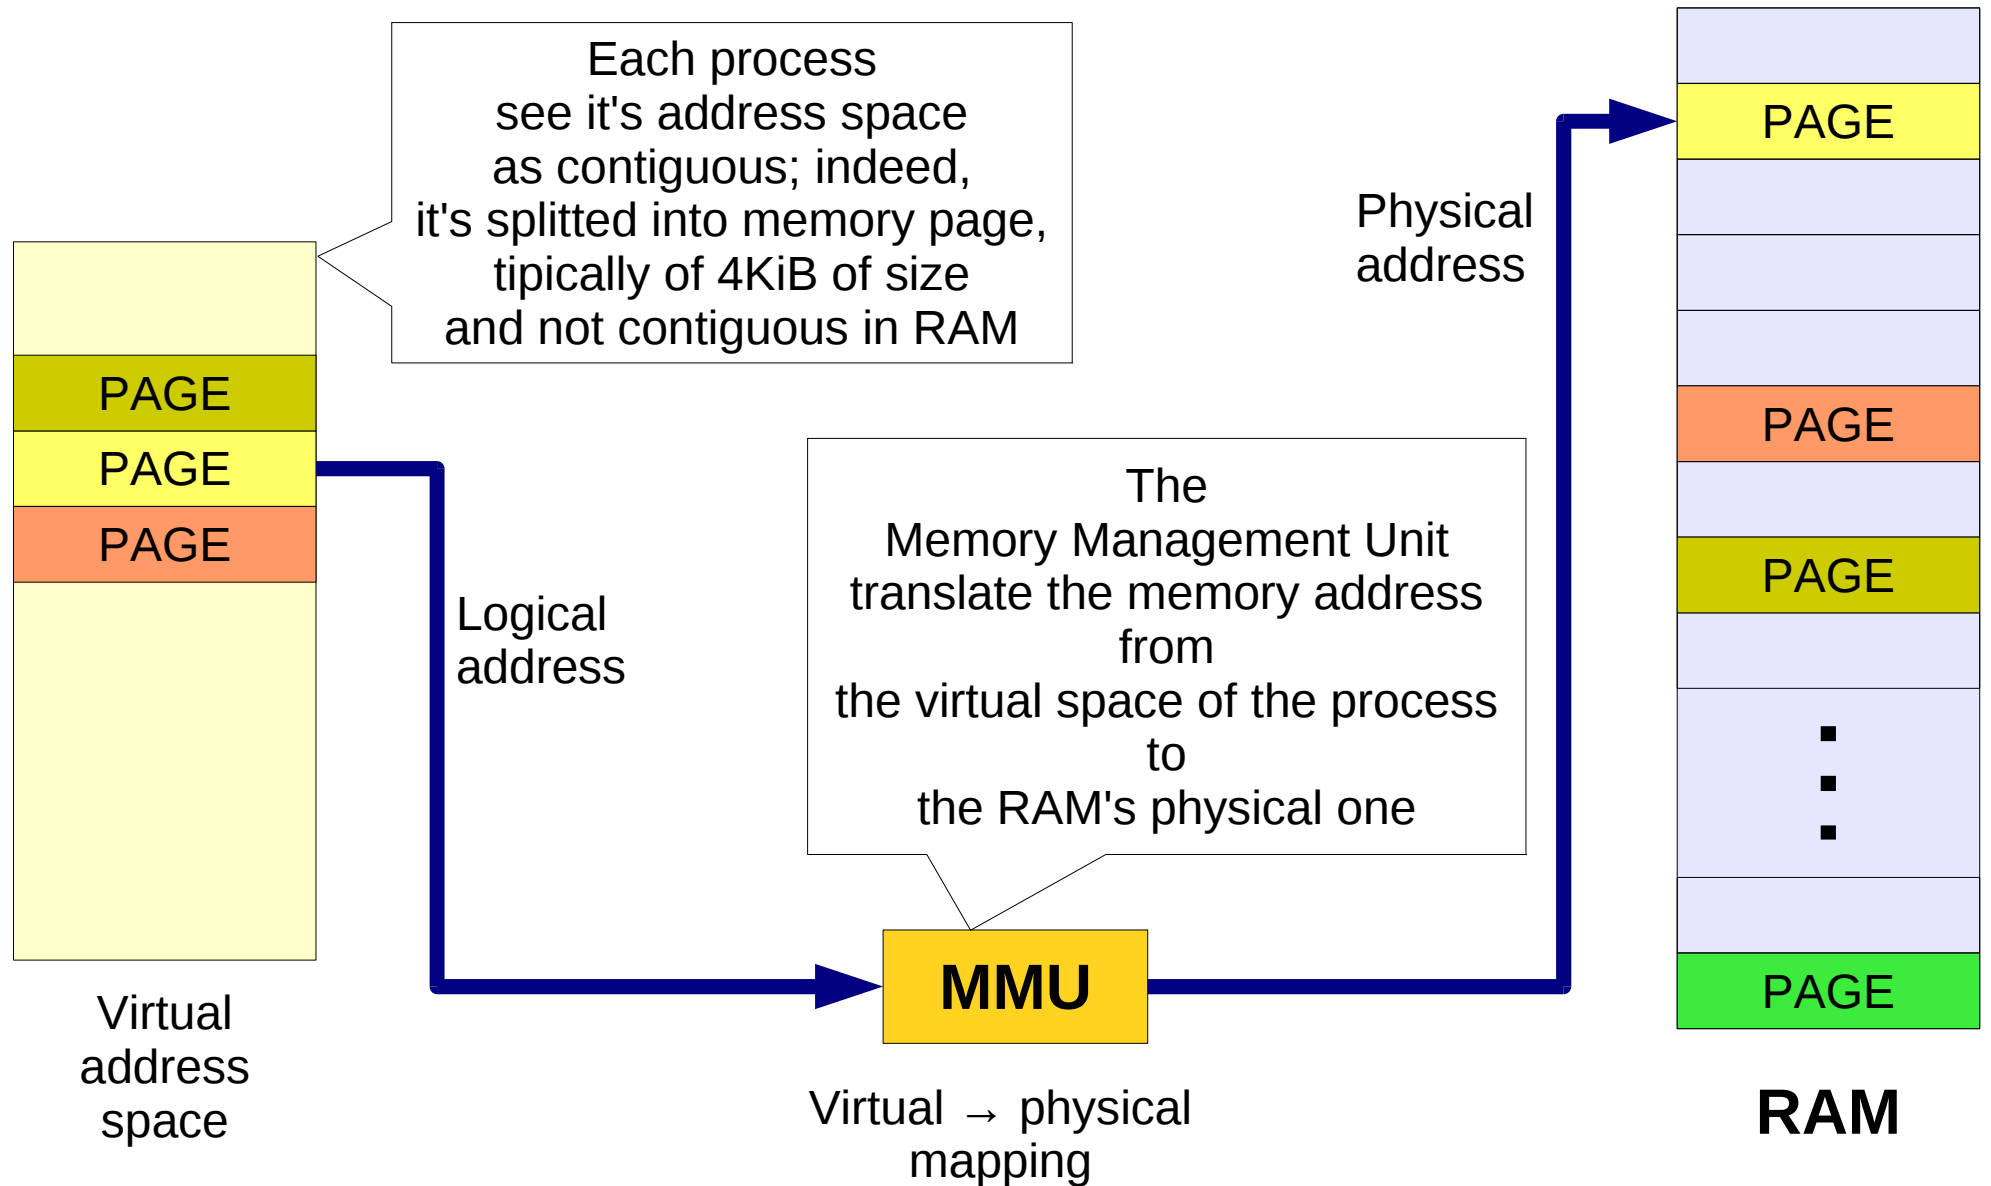 Each process
see it's address space
as contiguous; indeed,
it's splitted into memory page,
tipically of 4KiB of size
and not contiguous in RAM
PAGE
PAGE
PAGE
Virtual
address
space
Logical
address
The
Memory Management Unit
translate the memory address
from
the virtual space of the process
to
the RAM's physical one
MMU
Virtual → physical
mapping
Physical
address
PAGE
PAGE
PAGE
PAGE
RAM